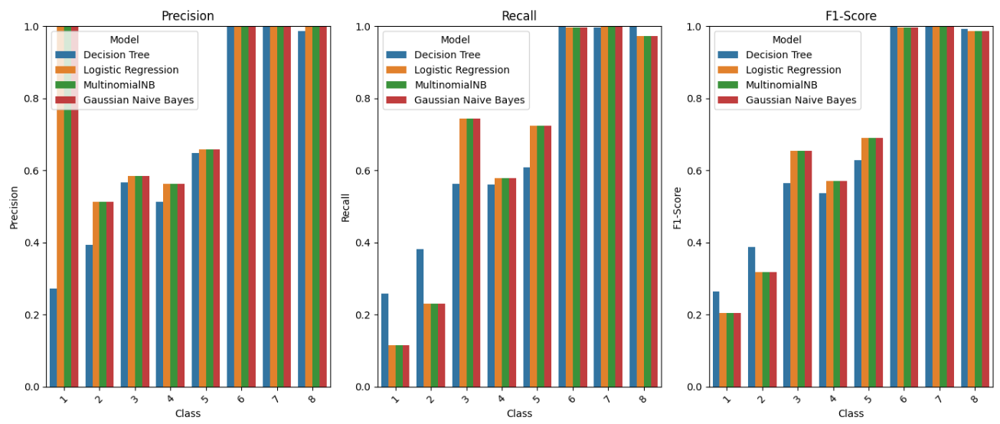 Precision
Precision
1.0
0.8
0.6
0.4
0.2
0.0
Model
Decision Tree
Logistic Regression
MultinomialNB
Gaussian Naive Bayes
1 2 3 4 5 6 7 8
Class
Recall
Recall
1.0
0.8
0.6
0.4
0.2
0.0
Model
Decision Tree
Logistic Regression
MultinomialNB
Gaussian Naive Bayes
1 2 3 4 5 6 7 8
Class
F1-Score
F1-Score
1.0
0.8
0.6
0.4
0.2
0.0
Model
Decision Tree
Logistic Regression
MultinomialNB
Gaussian Naive Bayes
1 2 3 4 5 6 7 8
Class